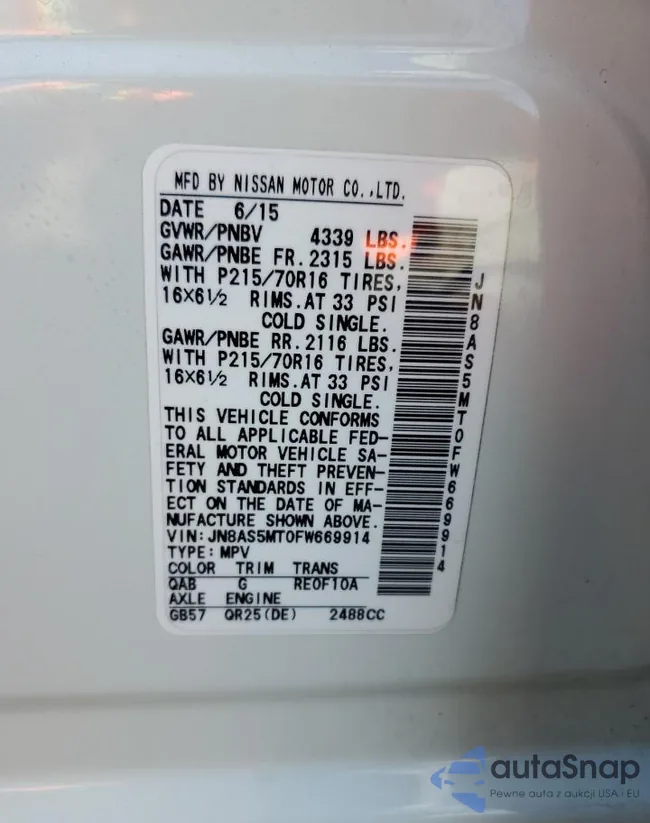 MFD BY NISSAN MOTOR CO.,LTD.
DATE 6/15
GVWR/PNBV 4339 LBS.
GAWR/PNBE FR.2315 LBS.
WITH P215/70R16 TIRES,
16×6½ RIMS.AT 33 PSI
COLD SINGLE.
GAWR/PNBE RR.2116 LBS.
WITH P215/70R16 TIRES,
16×6½ RIMS.AT 33 PSI
COLD SINGLE.
THIS VEHICLE CONFORMS
TO ALL APPLICABLE FED-
ERAL MOTOR VEHICLE SA-
FETY AND THEFT PREVEN-
TION STANDARDS IN EFF-
ECT ON THE DATE OF MA-
NUFACTURE SHOWN ABOVE.
VIN:JN8AS5MT0FW669914
TYPE:MPV
COLOR TRIM TRANS
QAB G RE0F10A
AXLE ENGINE
GB57 QR25(DE) 2488CC
JN8AS5MT0FW669914
autaSnap
Pewne auta z aukcji USA i EU